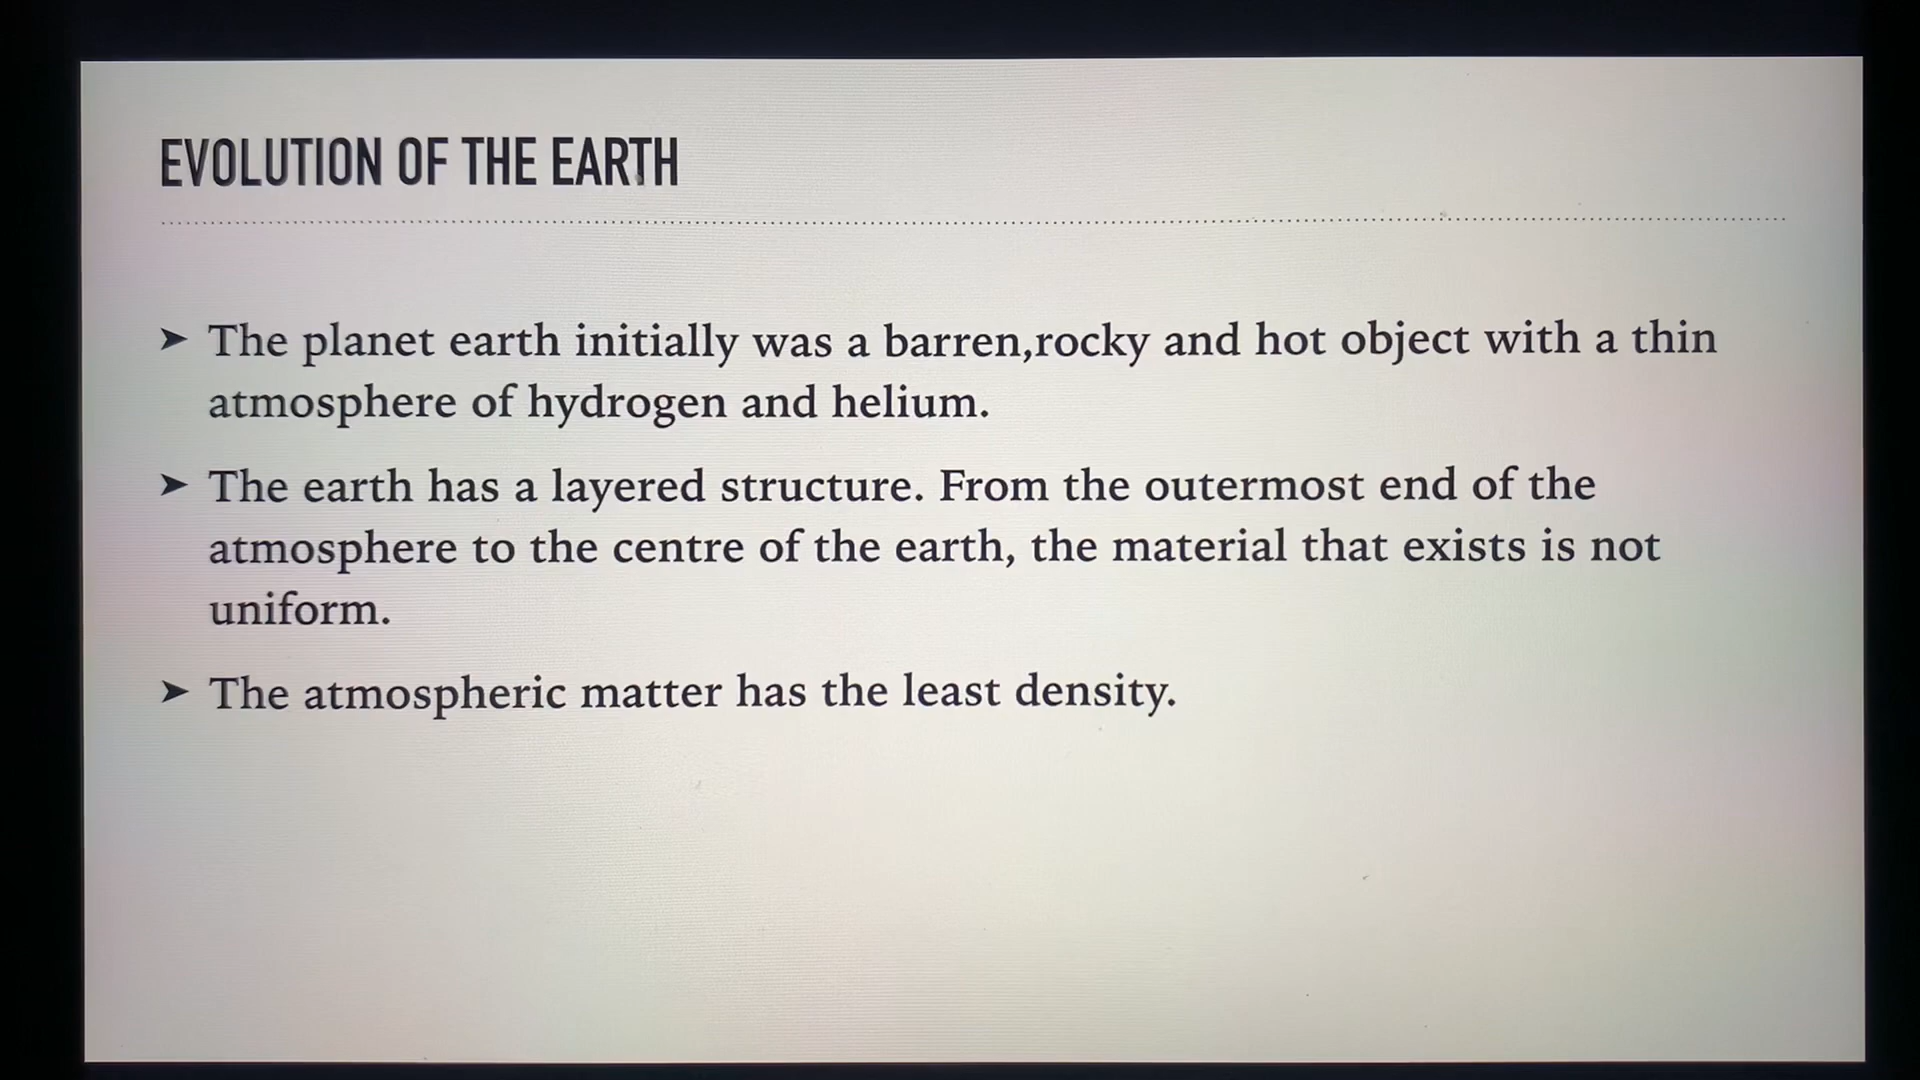 EVOLUTION OF THE EARTH
➤ The planet earth initially was a barren,rocky and hot object with a thin
atmosphere of hydrogen and helium.
➤ The earth has a layered structure. From the outermost end of the
atmosphere to the centre of the earth, the material that exists is not
uniform.
➤ The atmospheric matter has the least density.